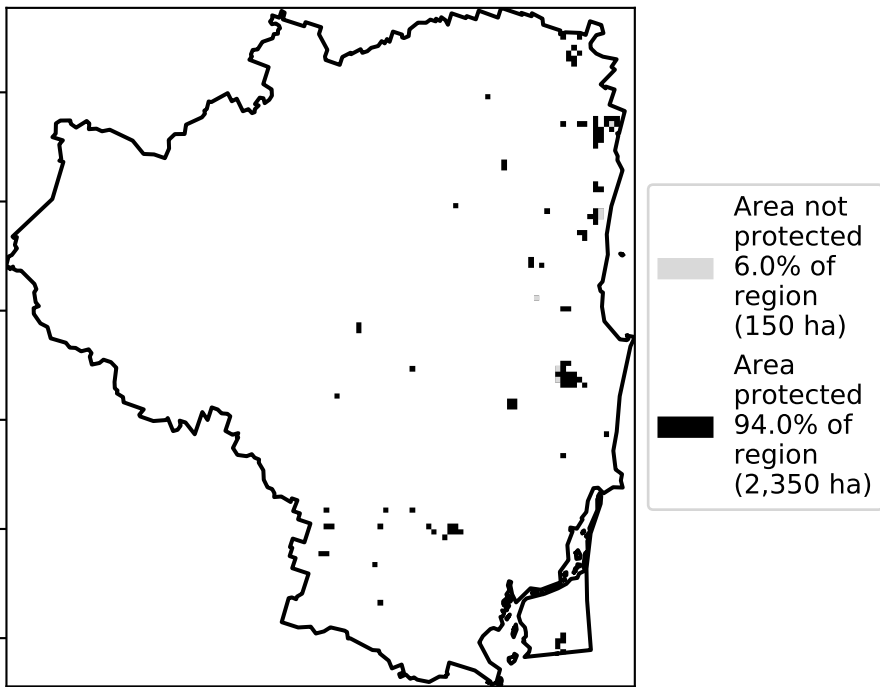 Area not
protected
6.0% of
region
(150 ha)
Area
protected
94.0% of
region
(2,350 ha)